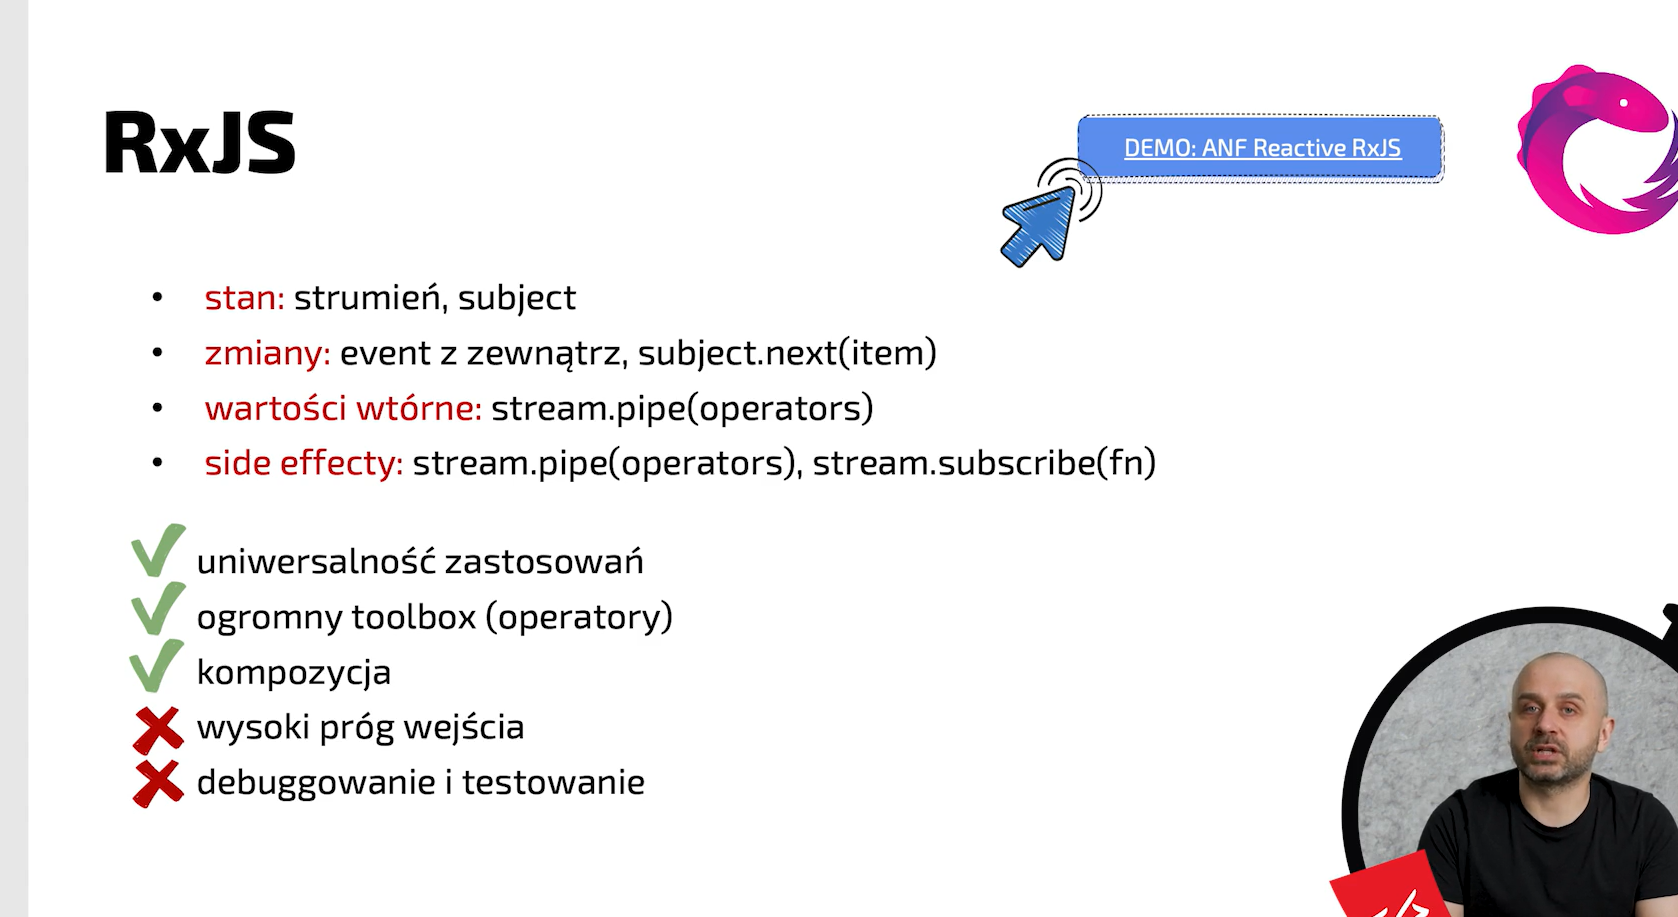 RxJS
DEMO: ANF Reactive RxJS
• stan: strumień, subject
• zmiany: event z zewnątrz, subject.next(item)
• wartości wtórne: stream.pipe(operators)
• side effecty: stream.pipe(operators), stream.subscribe(fn)
uniwersalność zastosowań
ogromny toolbox (operatory)
kompozycja
wysoki próg wejścia
debuggowanie i testowanie